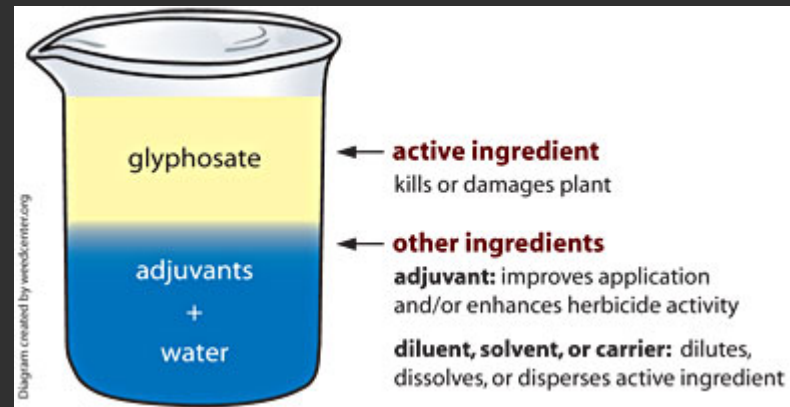 glyphosate
active ingredient
kills or damages plant
other ingredients
adjuvant: improves application
and/or enhances herbicide activity
diluent, solvent, or carrier: dilutes,
dissolves, or disperses active ingredient
adjuvants
+
water
Diagram created by weedcenter.org